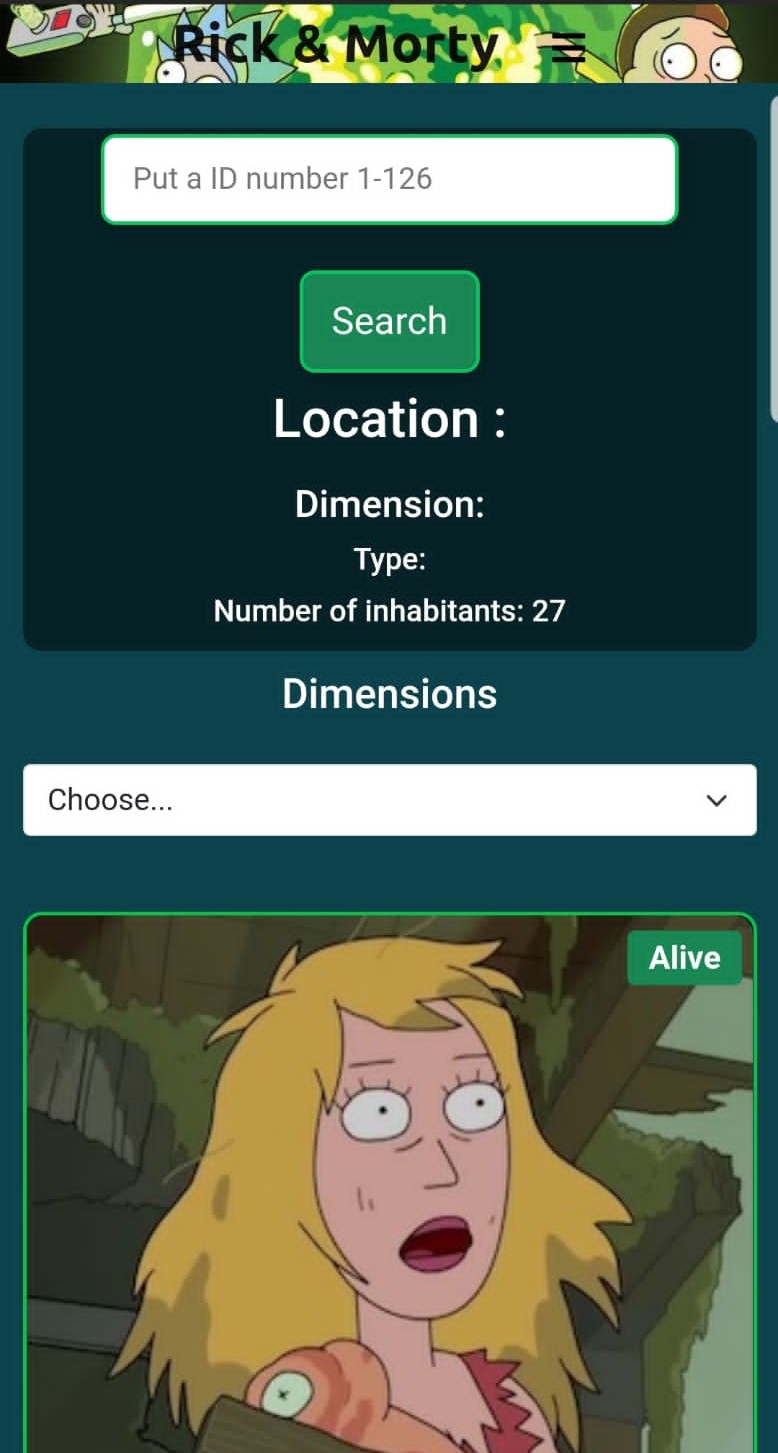 Rick & Morty
Put a ID number 1-126
Search
Location :
Dimension:
Type:
Number of inhabitants: 27
Dimensions
Choose...
Alive